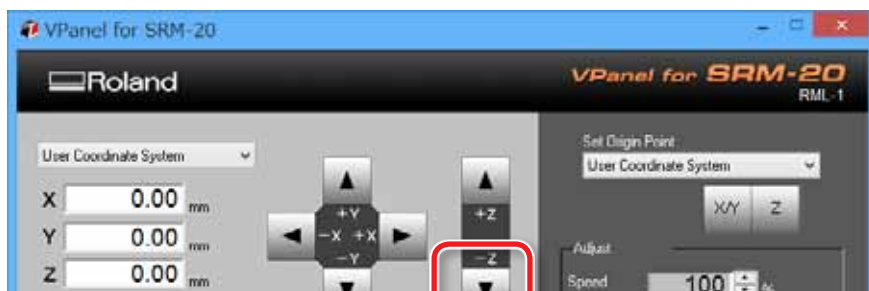 VPanel for SRM-20
Roland
VPanel for SRM-20
RML-1
User Coordinate System
X 0.00 mm
Y 0.00 mm
Z 0.00 mm
+Y
-X +X
-Y
+Z
-Z
Set Origin Point
User Coordinate System
X/Y Z
Adjust
Speed 100 %